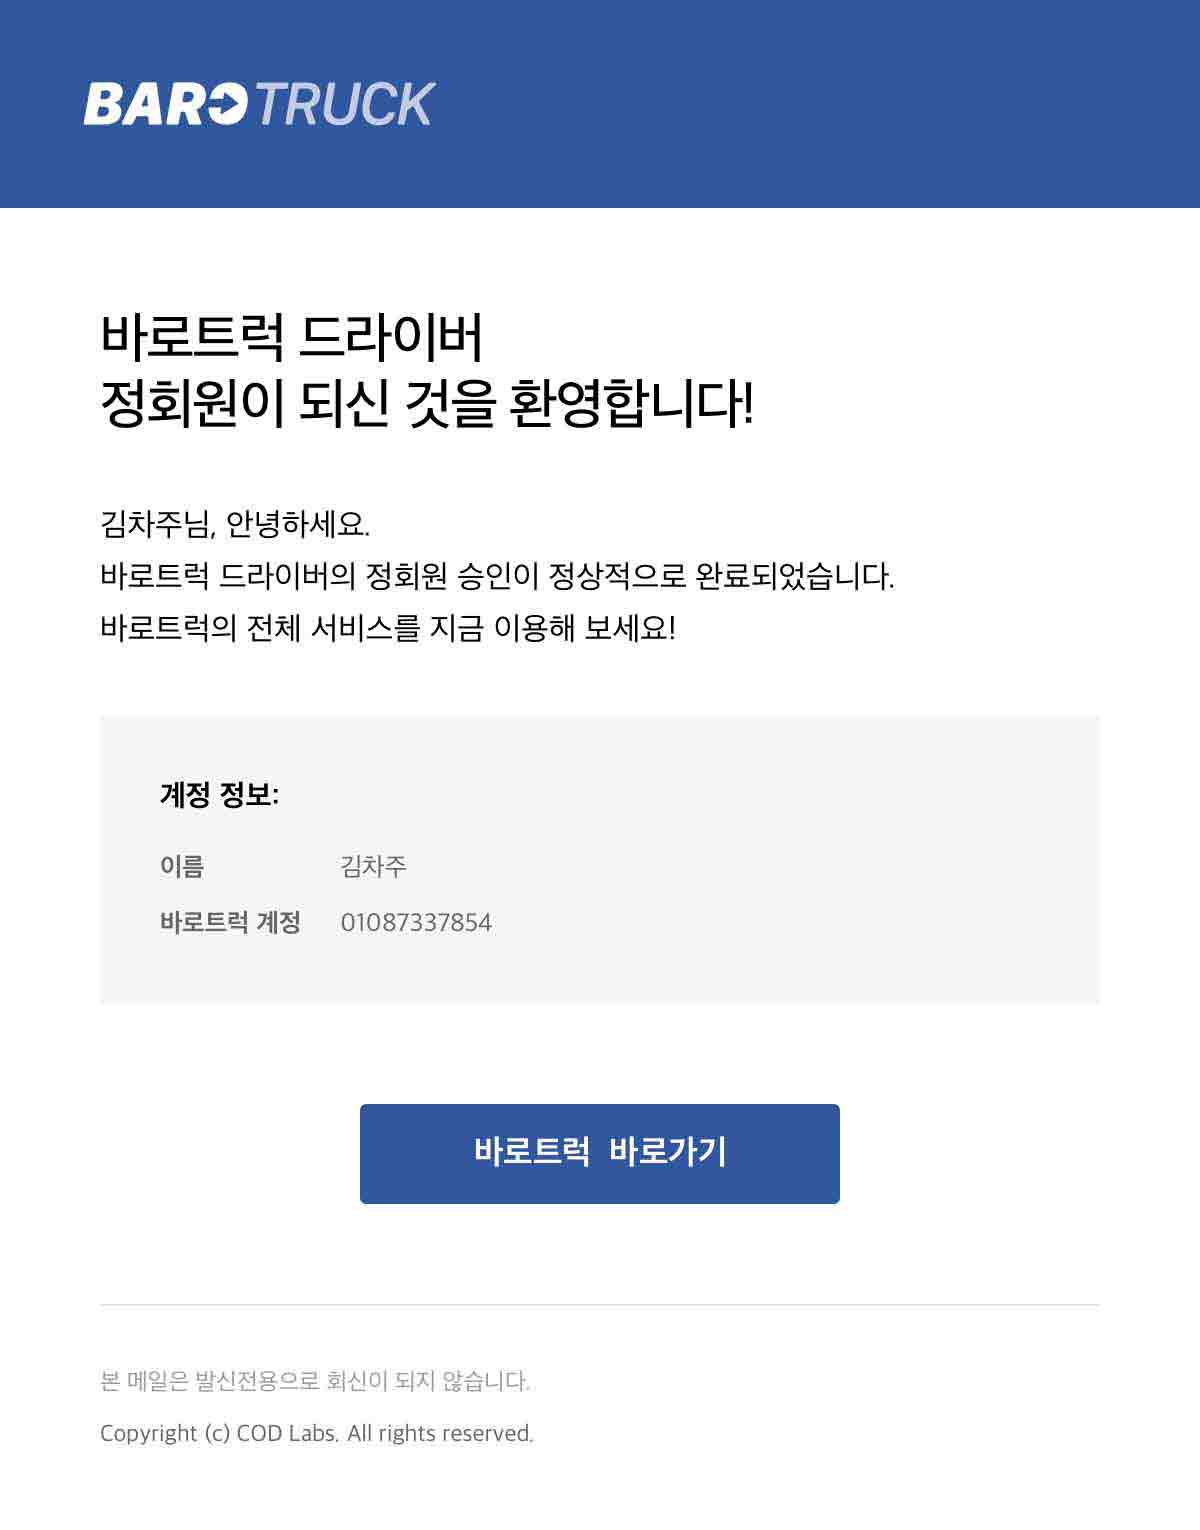 BARO TRUCK
바로트럭 드라이버
정회원이 되신 것을 환영합니다!
김차주님, 안녕하세요.
바로트럭 드라이버의 정회원 승인이 정상적으로 완료되었습니다.
바로트럭의 전체 서비스를 지금 이용해 보세요!
계정 정보:
이름 김차주
바로트럭 계정 01087337854
바로트럭 바로가기
본 메일은 발신전용으로 회신이 되지 않습니다.
Copyright (c) COD Labs. All rights reserved.